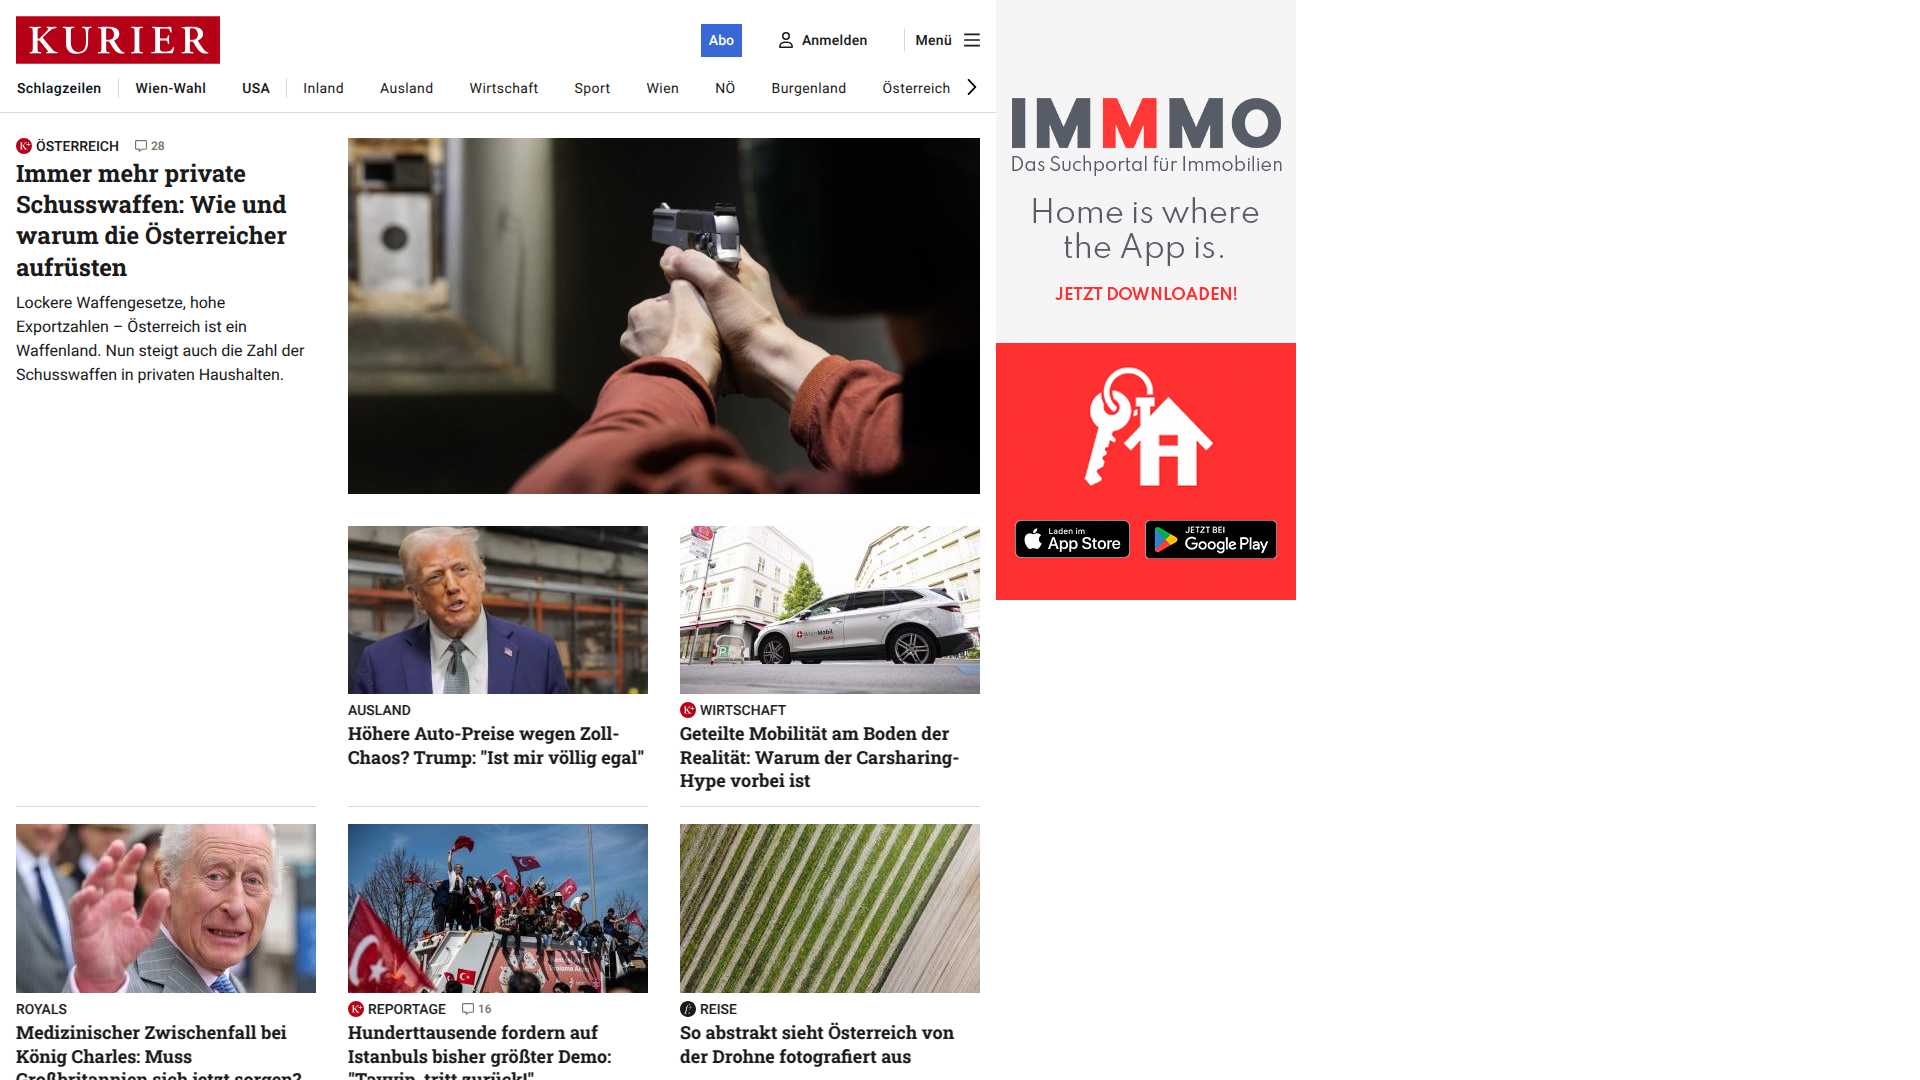 KURIER
Abo
Anmelden
Menü
Schlagzeilen
Wien-Wahl
USA
Inland
Ausland
Wirtschaft
Sport
Wien
NÖ
Burgenland
Österreich
K+ ÖSTERREICH 28
Immer mehr private
Schusswaffen: Wie und
warum die Österreicher
aufrüsten
Lockere Waffengesetze, hohe
Exportzahlen – Österreich ist ein
Waffenland. Nun steigt auch die Zahl der
Schusswaffen in privaten Haushalten.
AUSLAND
Höhere Auto-Preise wegen Zoll-
Chaos? Trump: "Ist mir völlig egal"
K+ WIRTSCHAFT
Geteilte Mobilität am Boden der
Realität: Warum der Carsharing-
Hype vorbei ist
ROYALS
Medizinischer Zwischenfall bei
König Charles: Muss
Großbritannien sich jetzt sorgen?
K+ REPORTAGE 16
Hunderttausende fordern auf
Istanbuls bisher größter Demo:
"Tayyip, tritt zurück!"
REISE
So abstrakt sieht Österreich von
der Drohne fotografiert aus
IMMMO
Das Suchportal für Immobilien
Home is where
the App is.
JETZT DOWNLOADEN!
Laden im
App Store
JETZT BEI
Google Play